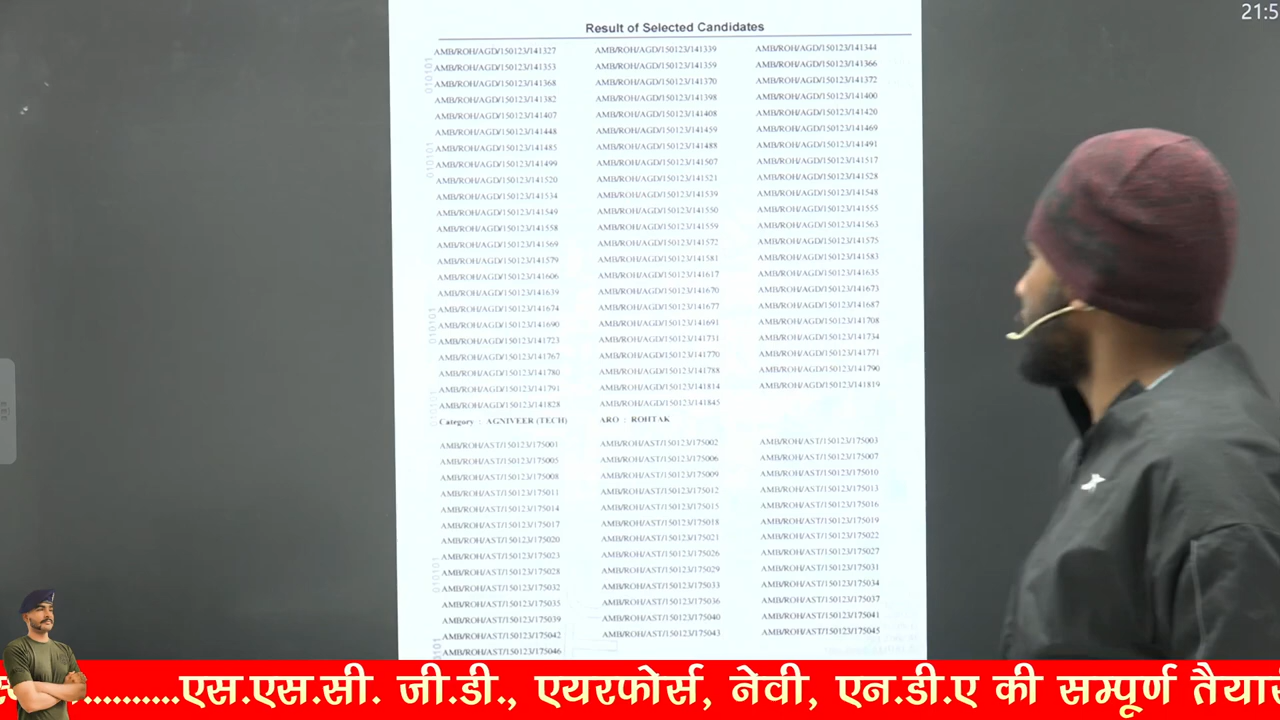 21:5
Result of Selected Candidates
AMB/ROH/AGD/150123/141327 AMB/ROH/AGD/150123/141339 AMB/ROH/AGD/150123/141344
AMB/ROH/AGD/150123/141353 AMB/ROH/AGD/150123/141359 AMB/ROH/AGD/150123/141366
AMB/ROH/AGD/150123/141368 AMB/ROH/AGD/150123/141370 AMB/ROH/AGD/150123/141372
AMB/ROH/AGD/150123/141382 AMB/ROH/AGD/150123/141398 AMB/ROH/AGD/150123/141400
AMB/ROH/AGD/150123/141407 AMB/ROH/AGD/150123/141408 AMB/ROH/AGD/150123/141420
AMB/ROH/AGD/150123/141448 AMB/ROH/AGD/150123/141459 AMB/ROH/AGD/150123/141469
AMB/ROH/AGD/150123/141485 AMB/ROH/AGD/150123/141488 AMB/ROH/AGD/150123/141491
AMB/ROH/AGD/150123/141499 AMB/ROH/AGD/150123/141507 AMB/ROH/AGD/150123/141517
AMB/ROH/AGD/150123/141520 AMB/ROH/AGD/150123/141521 AMB/ROH/AGD/150123/141528
AMB/ROH/AGD/150123/141534 AMB/ROH/AGD/150123/141539 AMB/ROH/AGD/150123/141548
AMB/ROH/AGD/150123/141549 AMB/ROH/AGD/150123/141550 AMB/ROH/AGD/150123/141555
AMB/ROH/AGD/150123/141558 AMB/ROH/AGD/150123/141559 AMB/ROH/AGD/150123/141563
AMB/ROH/AGD/150123/141569 AMB/ROH/AGD/150123/141572 AMB/ROH/AGD/150123/141575
AMB/ROH/AGD/150123/141579 AMB/ROH/AGD/150123/141581 AMB/ROH/AGD/150123/141583
AMB/ROH/AGD/150123/141606 AMB/ROH/AGD/150123/141617 AMB/ROH/AGD/150123/141635
AMB/ROH/AGD/150123/141639 AMB/ROH/AGD/150123/141670 AMB/ROH/AGD/150123/141673
AMB/ROH/AGD/150123/141674 AMB/ROH/AGD/150123/141677 AMB/ROH/AGD/150123/141687
AMB/ROH/AGD/150123/141690 AMB/ROH/AGD/150123/141691 AMB/ROH/AGD/150123/141708
AMB/ROH/AGD/150123/141723 AMB/ROH/AGD/150123/141731 AMB/ROH/AGD/150123/141734
AMB/ROH/AGD/150123/141767 AMB/ROH/AGD/150123/141770 AMB/ROH/AGD/150123/141771
AMB/ROH/AGD/150123/141780 AMB/ROH/AGD/150123/141788 AMB/ROH/AGD/150123/141790
AMB/ROH/AGD/150123/141791 AMB/ROH/AGD/150123/141814 AMB/ROH/AGD/150123/141819
AMB/ROH/AGD/150123/141828 AMB/ROH/AGD/150123/141845
Category : AGNIVEER (TECH) ARO : ROHTAK
AMB/ROH/AST/150123/175001 AMB/ROH/AST/150123/175002 AMB/ROH/AST/150123/175003
AMB/ROH/AST/150123/175005 AMB/ROH/AST/150123/175006 AMB/ROH/AST/150123/175007
AMB/ROH/AST/150123/175008 AMB/ROH/AST/150123/175009 AMB/ROH/AST/150123/175010
AMB/ROH/AST/150123/175011 AMB/ROH/AST/150123/175012 AMB/ROH/AST/150123/175013
AMB/ROH/AST/150123/175014 AMB/ROH/AST/150123/175015 AMB/ROH/AST/150123/175016
AMB/ROH/AST/150123/175017 AMB/ROH/AST/150123/175018 AMB/ROH/AST/150123/175019
AMB/ROH/AST/150123/175020 AMB/ROH/AST/150123/175021 AMB/ROH/AST/150123/175022
AMB/ROH/AST/150123/175023 AMB/ROH/AST/150123/175026 AMB/ROH/AST/150123/175027
AMB/ROH/AST/150123/175028 AMB/ROH/AST/150123/175029 AMB/ROH/AST/150123/175031
AMB/ROH/AST/150123/175032 AMB/ROH/AST/150123/175033 AMB/ROH/AST/150123/175034
AMB/ROH/AST/150123/175035 AMB/ROH/AST/150123/175036 AMB/ROH/AST/150123/175037
AMB/ROH/AST/150123/175039 AMB/ROH/AST/150123/175040 AMB/ROH/AST/150123/175041
AMB/ROH/AST/150123/175042 AMB/ROH/AST/150123/175043 AMB/ROH/AST/150123/175045
AMB/ROH/AST/150123/175046
..........एस.एस.सी. जी.डी., एयरफोर्स, नेवी, एन.डी.ए की सम्पूर्ण